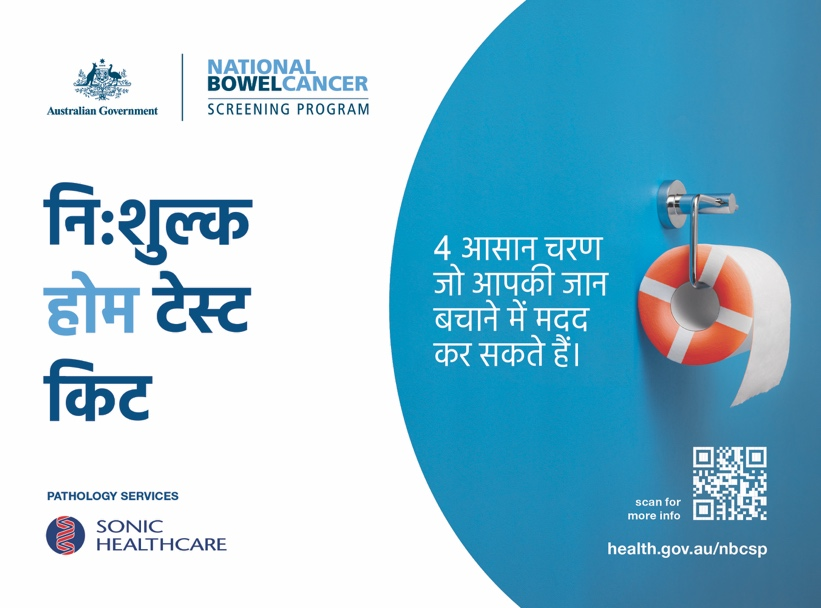 Australian Government
NATIONAL
BOWELCANCER
SCREENING PROGRAM
नि:शुल्क
होम टेस्ट
किट
4 आसान चरण
जो आपकी जान
बचाने में मदद
कर सकते हैं।
PATHOLOGY SERVICES
SONIC
HEALTHCARE
scan for
more info
health.gov.au/nbcsp